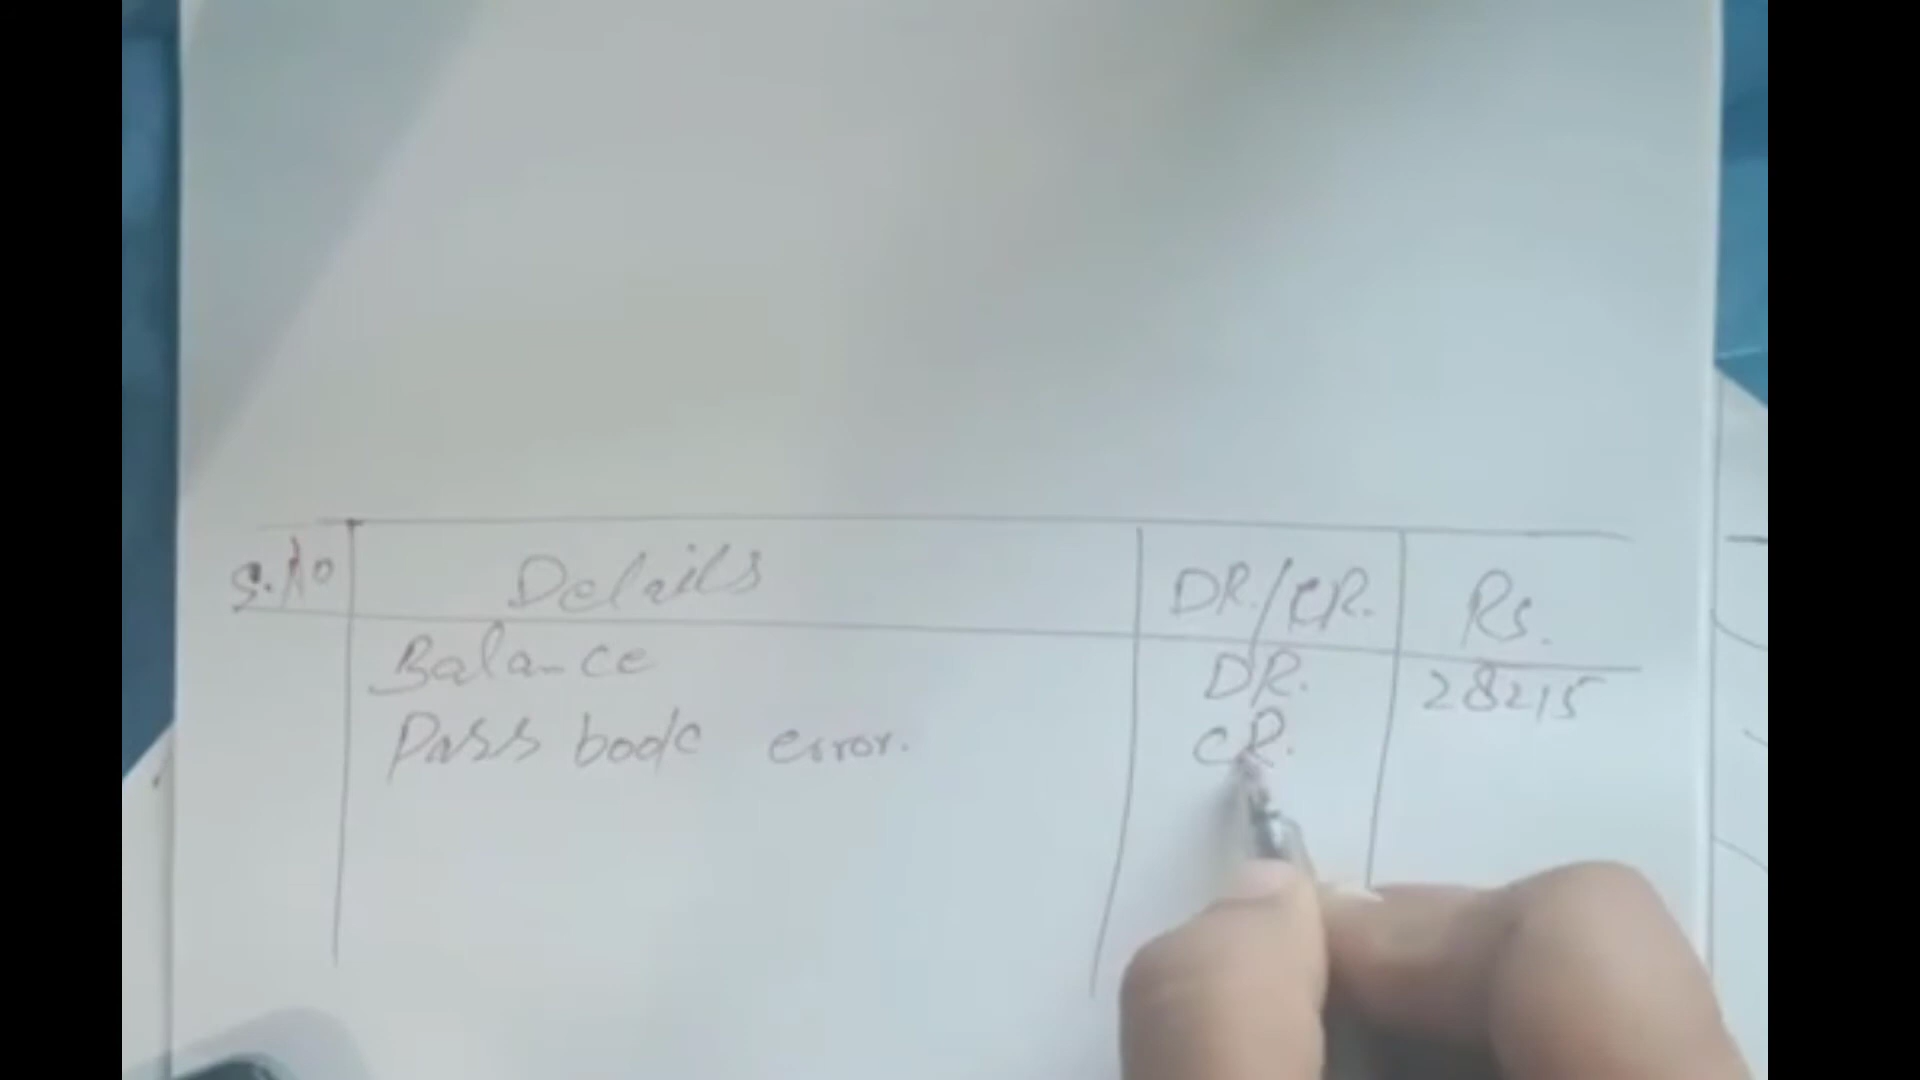 S.No Details DR./CR. Rs.
Balance DR. 28215
Pass book error. CR.